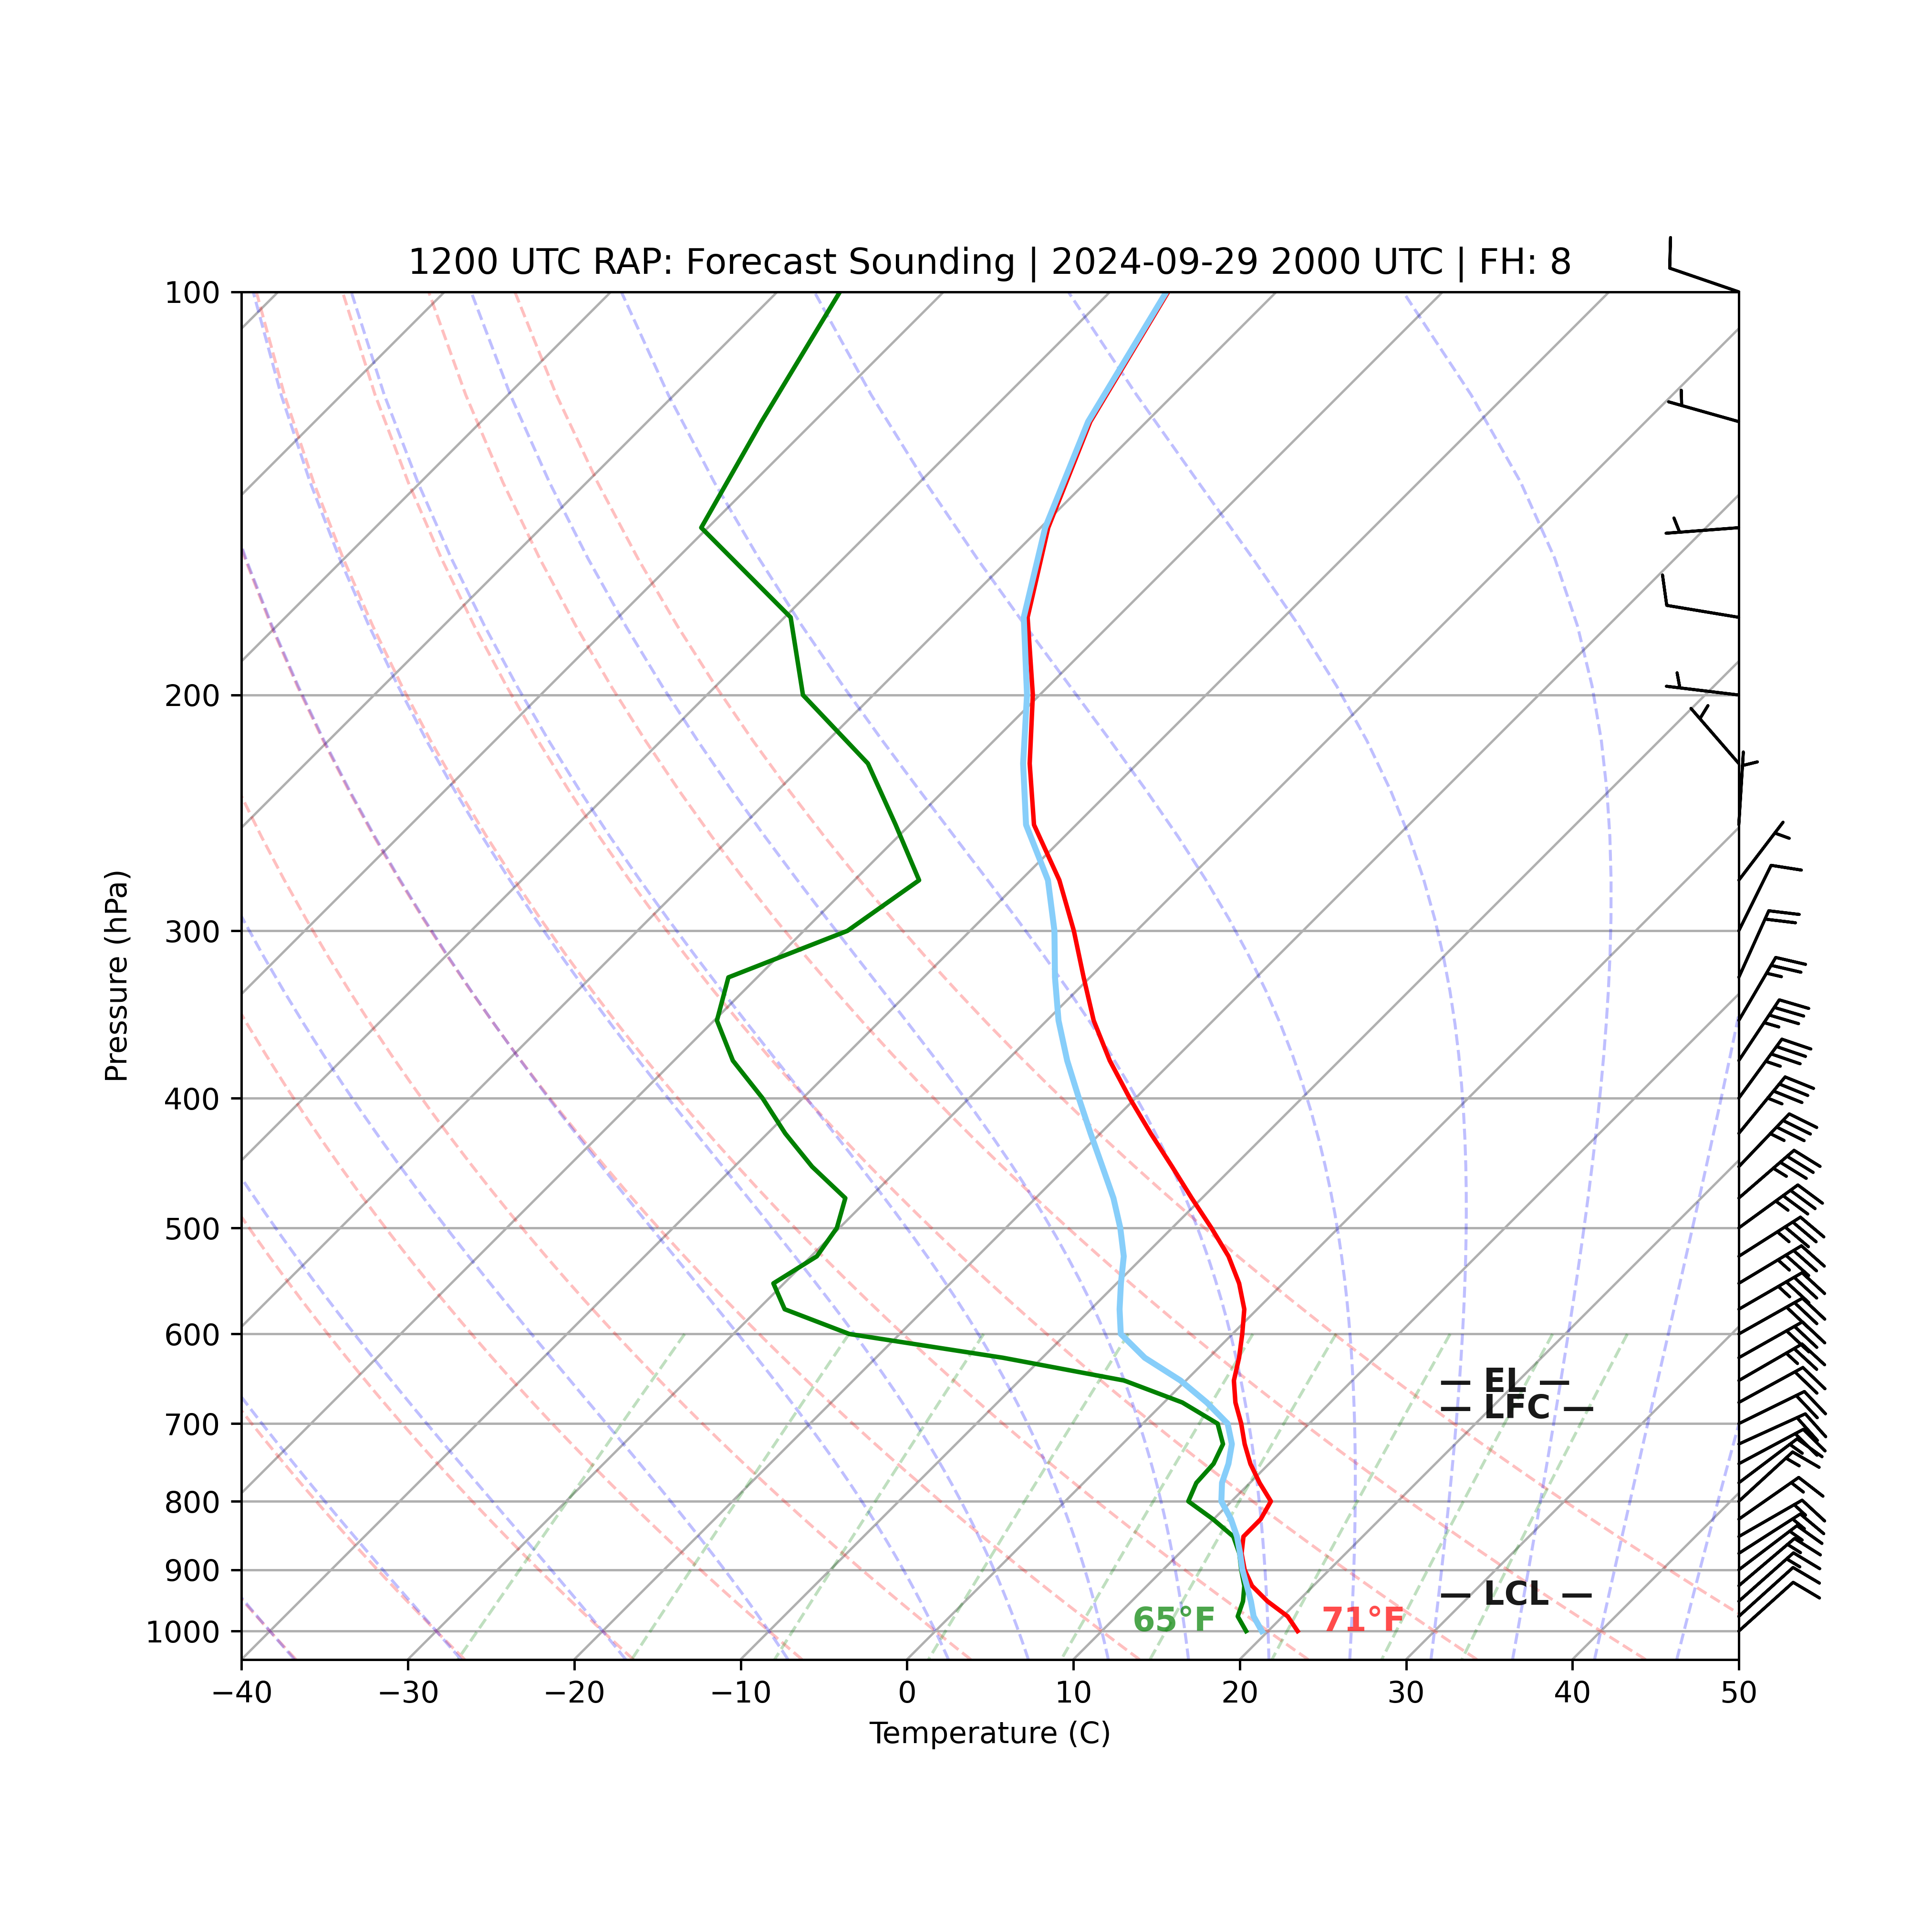 1200 UTC RAP: Forecast Sounding | 2024-09-29 2000 UTC | FH: 8
100
200
300
400
500
600
700
800
900
1000
Pressure (hPa)
— EL —
— LFC —
— LCL —
65°F 71°F
−40 −30 −20 −10 0 10 20 30 40 50
Temperature (C)